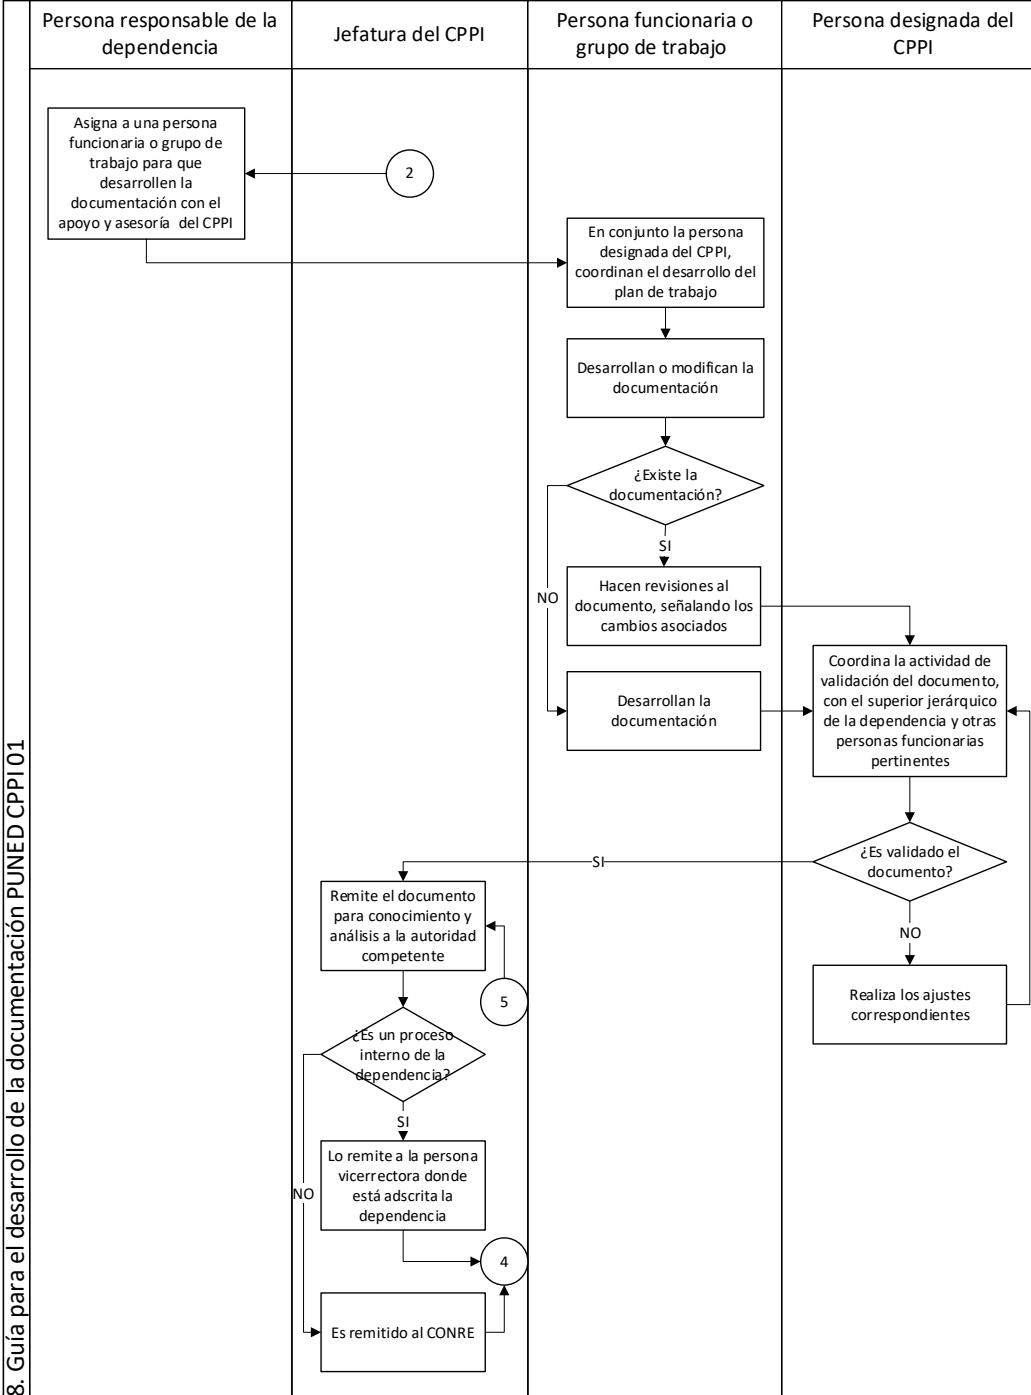 8. Guía para el desarrollo de la documentación PUNED CPPI 01
Persona responsable de la
dependencia
Jefatura del CPPI
Persona funcionaria o
grupo de trabajo
Persona designada del
CPPI
Asigna a una persona
funcionaria o grupo de
trabajo para que
desarrollen la
documentación con el
apoyo y asesoría del CPPI
2
En conjunto la persona
designada del CPPI,
coordinan el desarrollo del
plan de trabajo
Desarrollan o modifican la
documentación
¿Existe la
documentación?
SI
NO
Hacen revisiones al
documento, señalando los
cambios asociados
Desarrollan la
documentación
Coordina la actividad de
validación del documento,
con el superior jerárquico
de la dependencia y otras
personas funcionarias
pertinentes
¿Es validado el
documento?
SI
NO
Realiza los ajustes
correspondientes
Remite el documento
para conocimiento y
análisis a la autoridad
competente
5
¿Es un proceso
interno de la
dependencia?
SI
NO
Lo remite a la persona
vicerrectora donde
está adscrita la
dependencia
4
Es remitido al CONRE